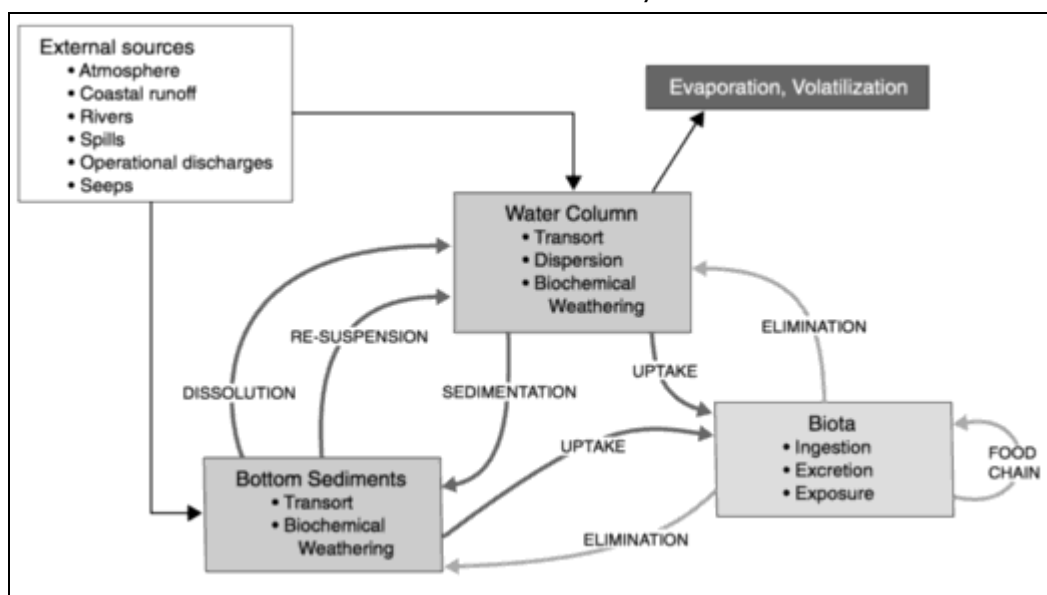 External sources
• Atmosphere
• Coastal runoff
• Rivers
• Spills
• Operational discharges
• Seeps
Evaporation, Volatilization
Water Column
• Transort
• Dispersion
• Biochemical
Weathering
ELIMINATION
RE-SUSPENSION
DISSOLUTION
SEDIMENTATION
UPTAKE
Biota
• Ingestion
• Excretion
• Exposure
FOOD
CHAIN
UPTAKE
Bottom Sediments
• Transort
• Biochemical
Weathering
ELIMINATION